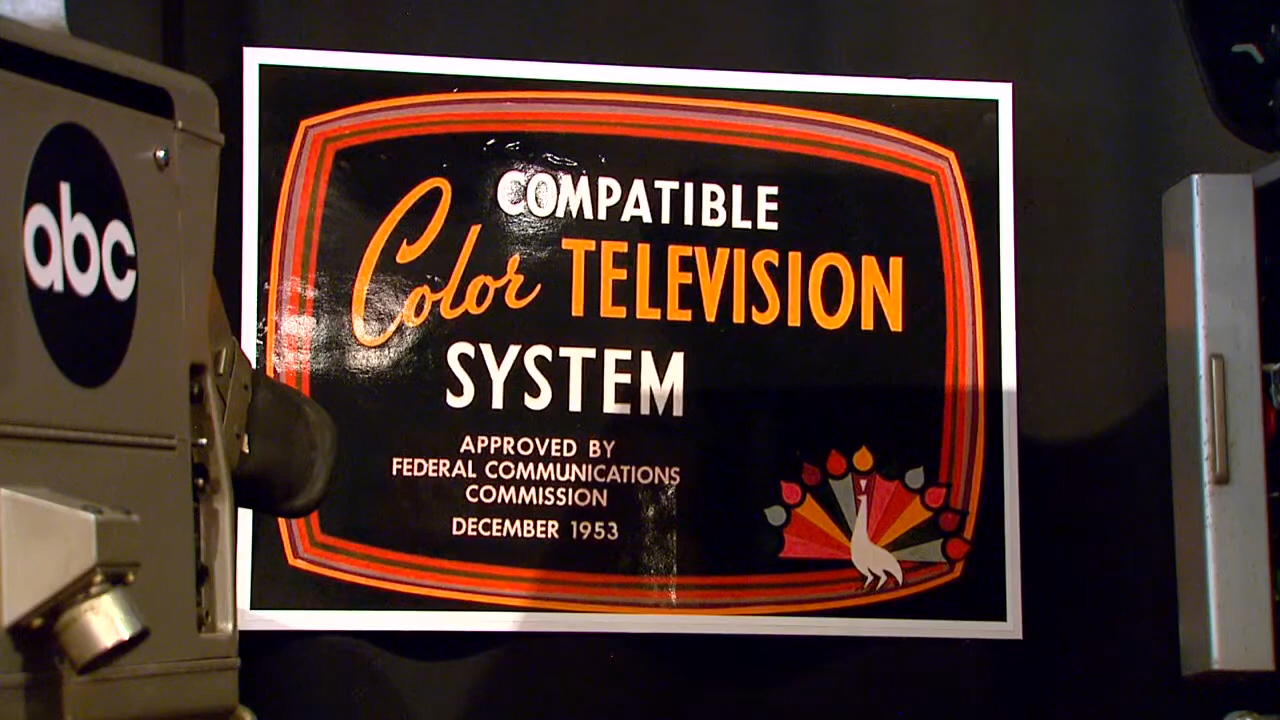 abc
COMPATIBLE
Color TELEVISION
SYSTEM
APPROVED BY
FEDERAL COMMUNICATIONS
COMMISSION
DECEMBER 1953